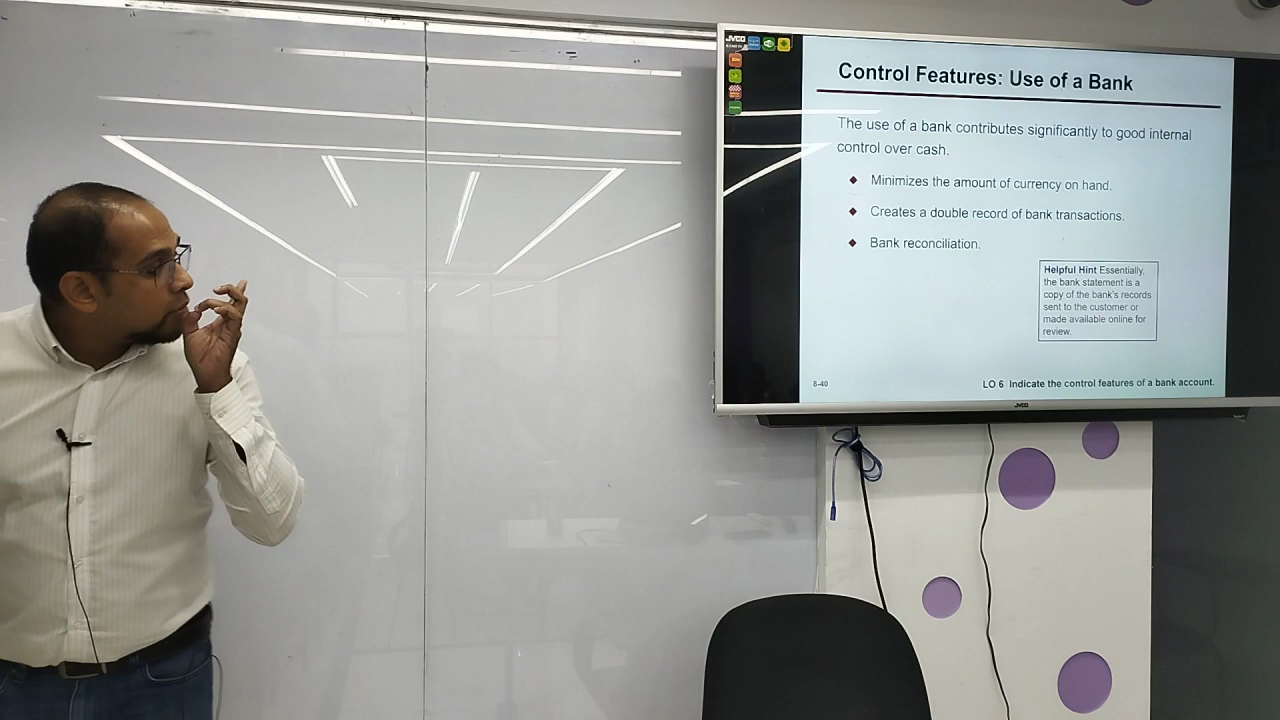 JVCO
Control Features: Use of a Bank
The use of a bank contributes significantly to good internal
control over cash.
Minimizes the amount of currency on hand.
Creates a double record of bank transactions.
Bank reconciliation.
Helpful Hint Essentially,
the bank statement is a
copy of the bank's records
sent to the customer or
made available online for
review.
8-40
LO 6 Indicate the control features of a bank account.
JVCO